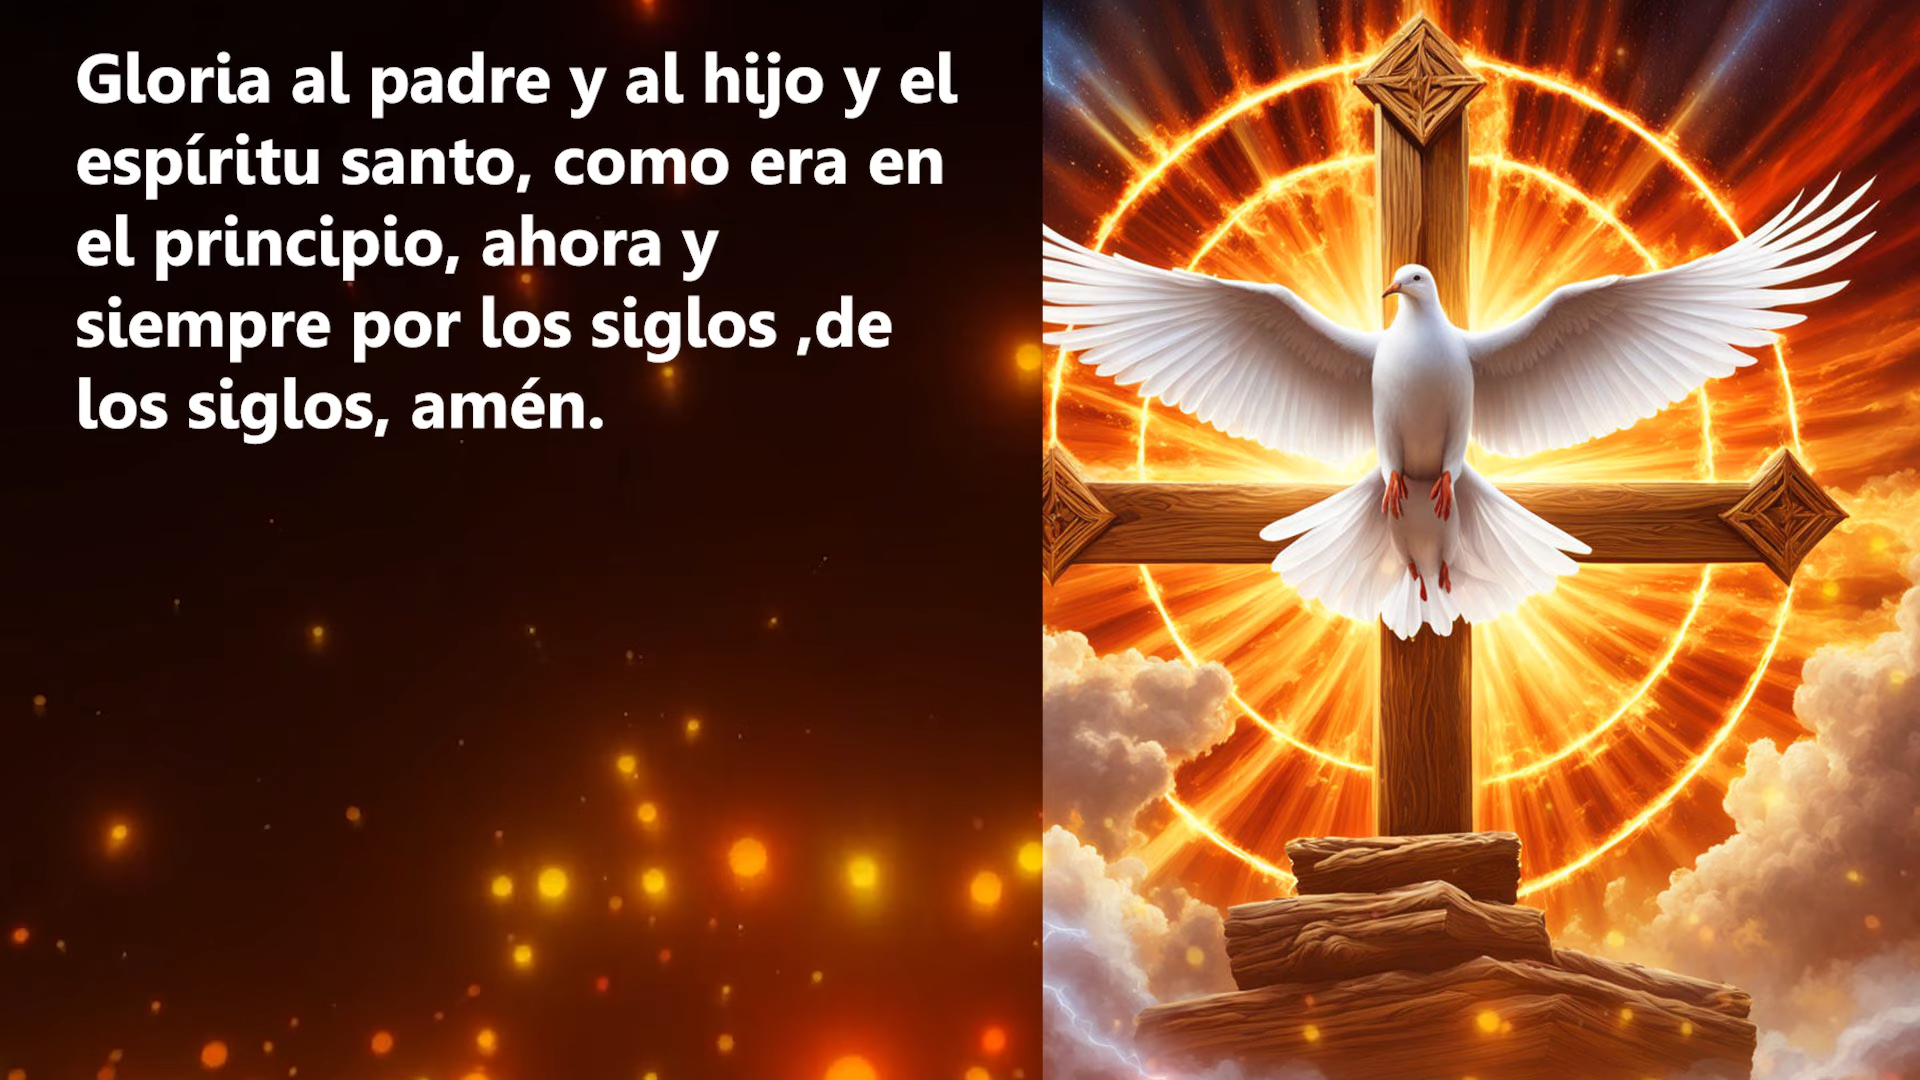 Gloria al padre y al hijo y el
espíritu santo, como era en
el principio, ahora y
siempre por los siglos ,de
los siglos, amén.